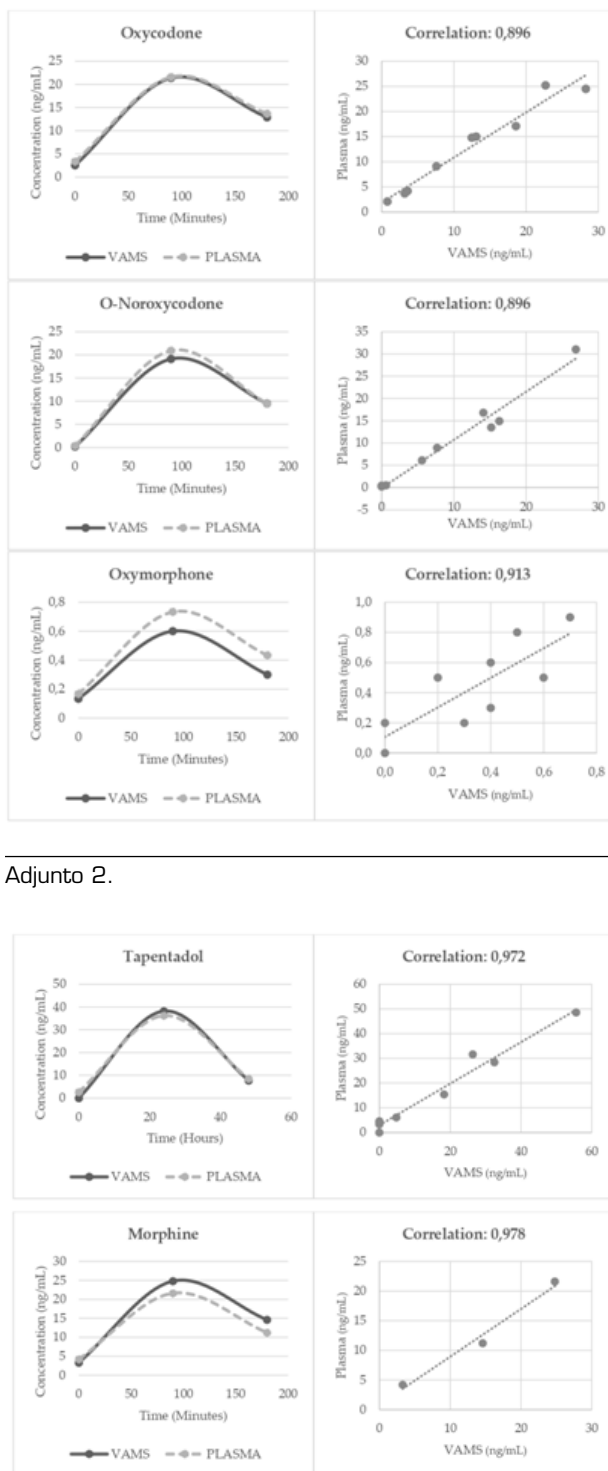 Oxycodone
Concentration (ng/mL)
25
20
15
10
5
0
0 50 100 150 200
Time (Minutes)
VAMS PLASMA
Correlation: 0,896
Plasma (ng/mL)
30
25
20
15
10
5
0
0 10 20 30
VAMS (ng/mL)
O-Noroxycodone
Concentration (ng/mL)
25
20
15
10
5
0
0 50 100 150 200
Time (Minutes)
VAMS PLASMA
Correlation: 0,896
Plasma (ng/mL)
35
30
25
20
15
10
5
0
-5
0 10 20 30
VAMS (ng/mL)
Oxymorphone
Concentration (ng/mL)
0,8
0,6
0,4
0,2
0
0 50 100 150 200
Time (Minutes)
VAMS PLASMA
Correlation: 0,913
Plasma (ng/mL)
1,0
0,8
0,6
0,4
0,2
0,0
0,0 0,2 0,4 0,6 0,8
VAMS (ng/mL)
Adjunto 2.
Tapentadol
Concentration (ng/mL)
50
40
30
20
10
0
0 20 40 60
Time (Hours)
VAMS PLASMA
Correlation: 0,972
Plasma (ng/mL)
60
50
40
30
20
10
0
0 20 40 60
VAMS (ng/mL)
Morphine
Concentration (ng/mL)
30
25
20
15
10
5
0
0 50 100 150 200
Time (Minutes)
VAMS PLASMA
Correlation: 0,978
Plasma (ng/mL)
25
20
15
10
5
0
0 10 20 30
VAMS (ng/mL)